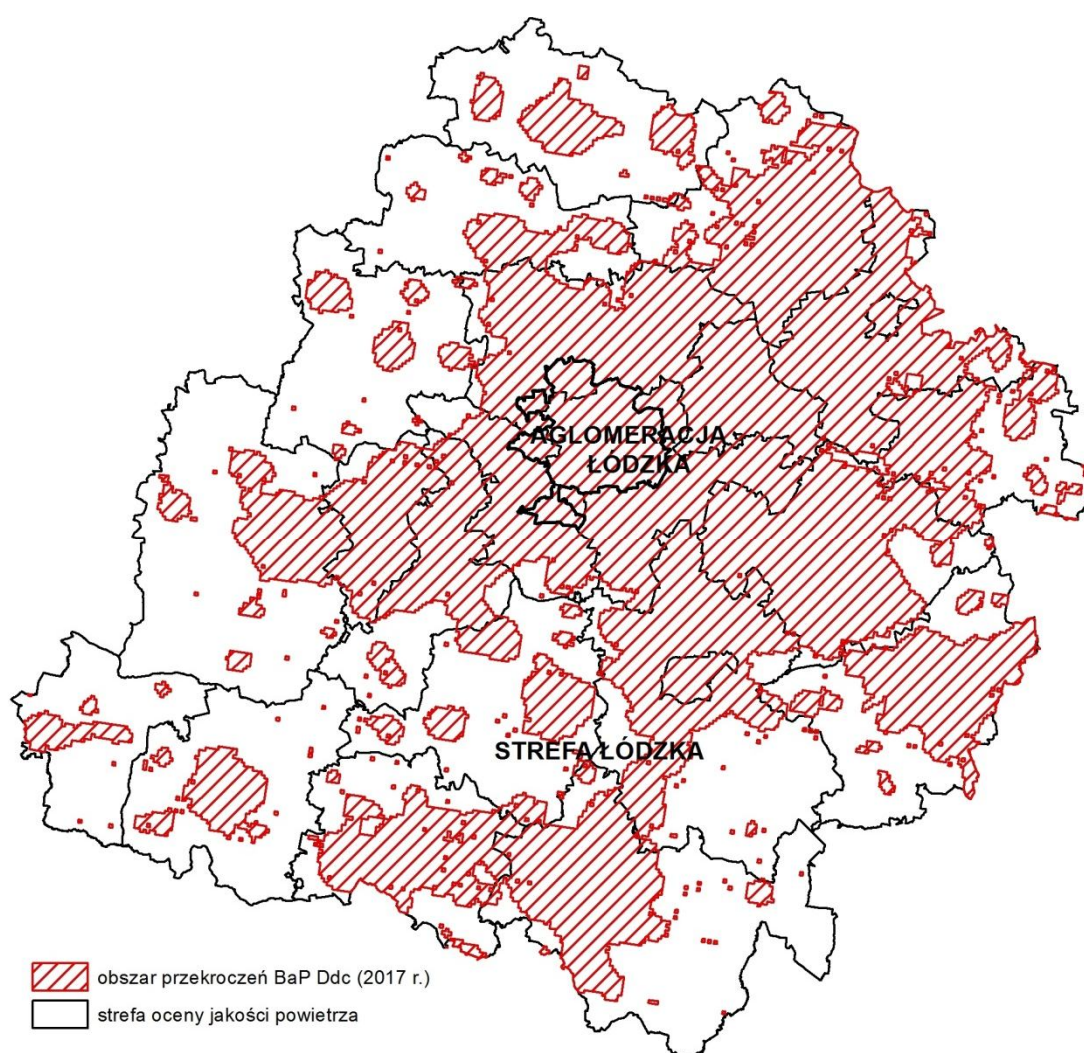 AGLOMERACJA
ŁÓDZKA
STREFA ŁÓDZKA
obszar przekroczeń BaP Ddc (2017 r.)
strefa oceny jakości powietrza